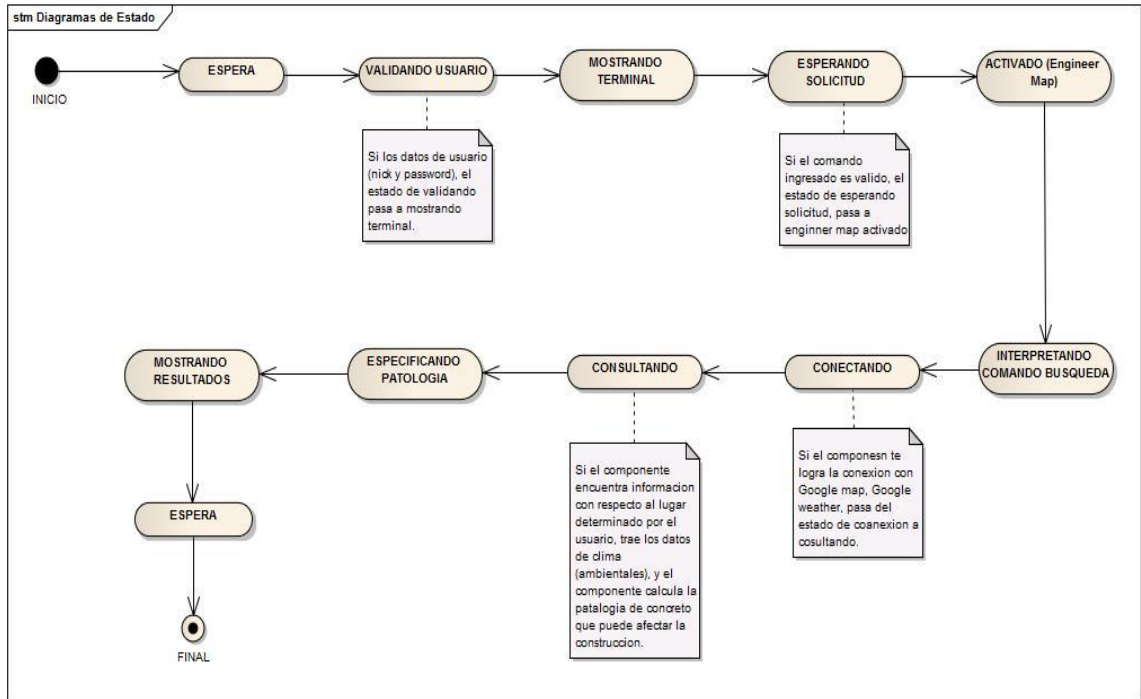 stm Diagramas de Estado
INICIO
ESPERA
VALIDANDO USUARIO
MOSTRANDO
TERMINAL
ESPERANDO
SOLICITUD
ACTIVADO (Engineer
Map)
Si los datos de usuario
(nick y password), el
estado de validando
pasa a mostrando
terminal.
Si el comando
ingresado es valido, el
estado de esperando
solicitud, pasa a
enginner map activado
INTERPRETANDO
COMANDO BUSQUEDA
CONECTANDO
CONSULTANDO
ESPECIFICANDO
PATOLOGIA
MOSTRANDO
RESULTADOS
Si el componesn te
logra la conexion con
Google map, Google
weather, pasa del
estado de coanexion a
cosultando.
Si el componente
encuentra informacion
con respecto al lugar
determinado por el
usuario, trae los datos
de clima
(ambientales), y el
componente calcula la
patalogia de concreto
que puede afectar la
construccion.
ESPERA
FINAL